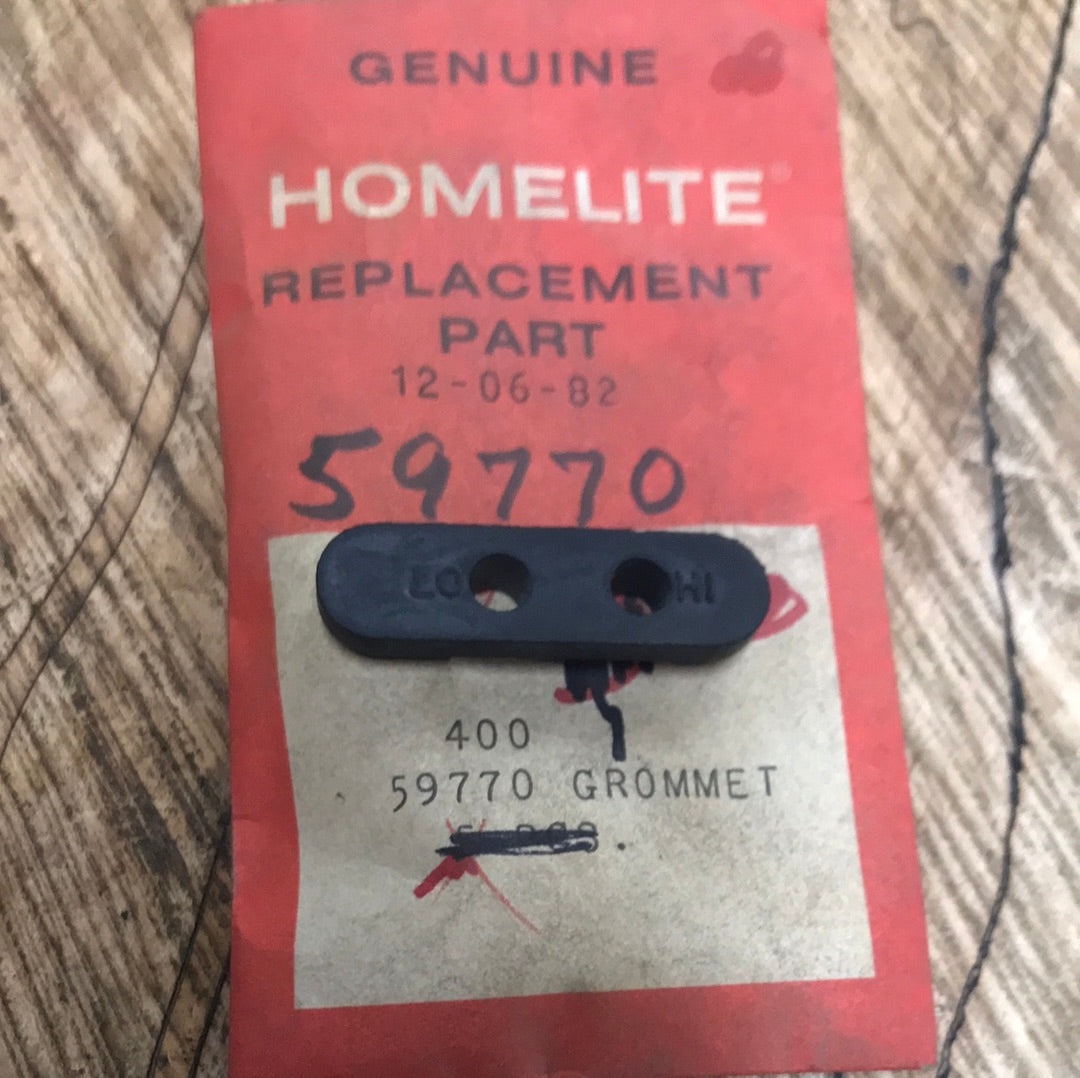 GENUINE
HOMELITE
REPLACEMENT
PART
12-06-82
59770
LO HI
400
59770 GROMMET